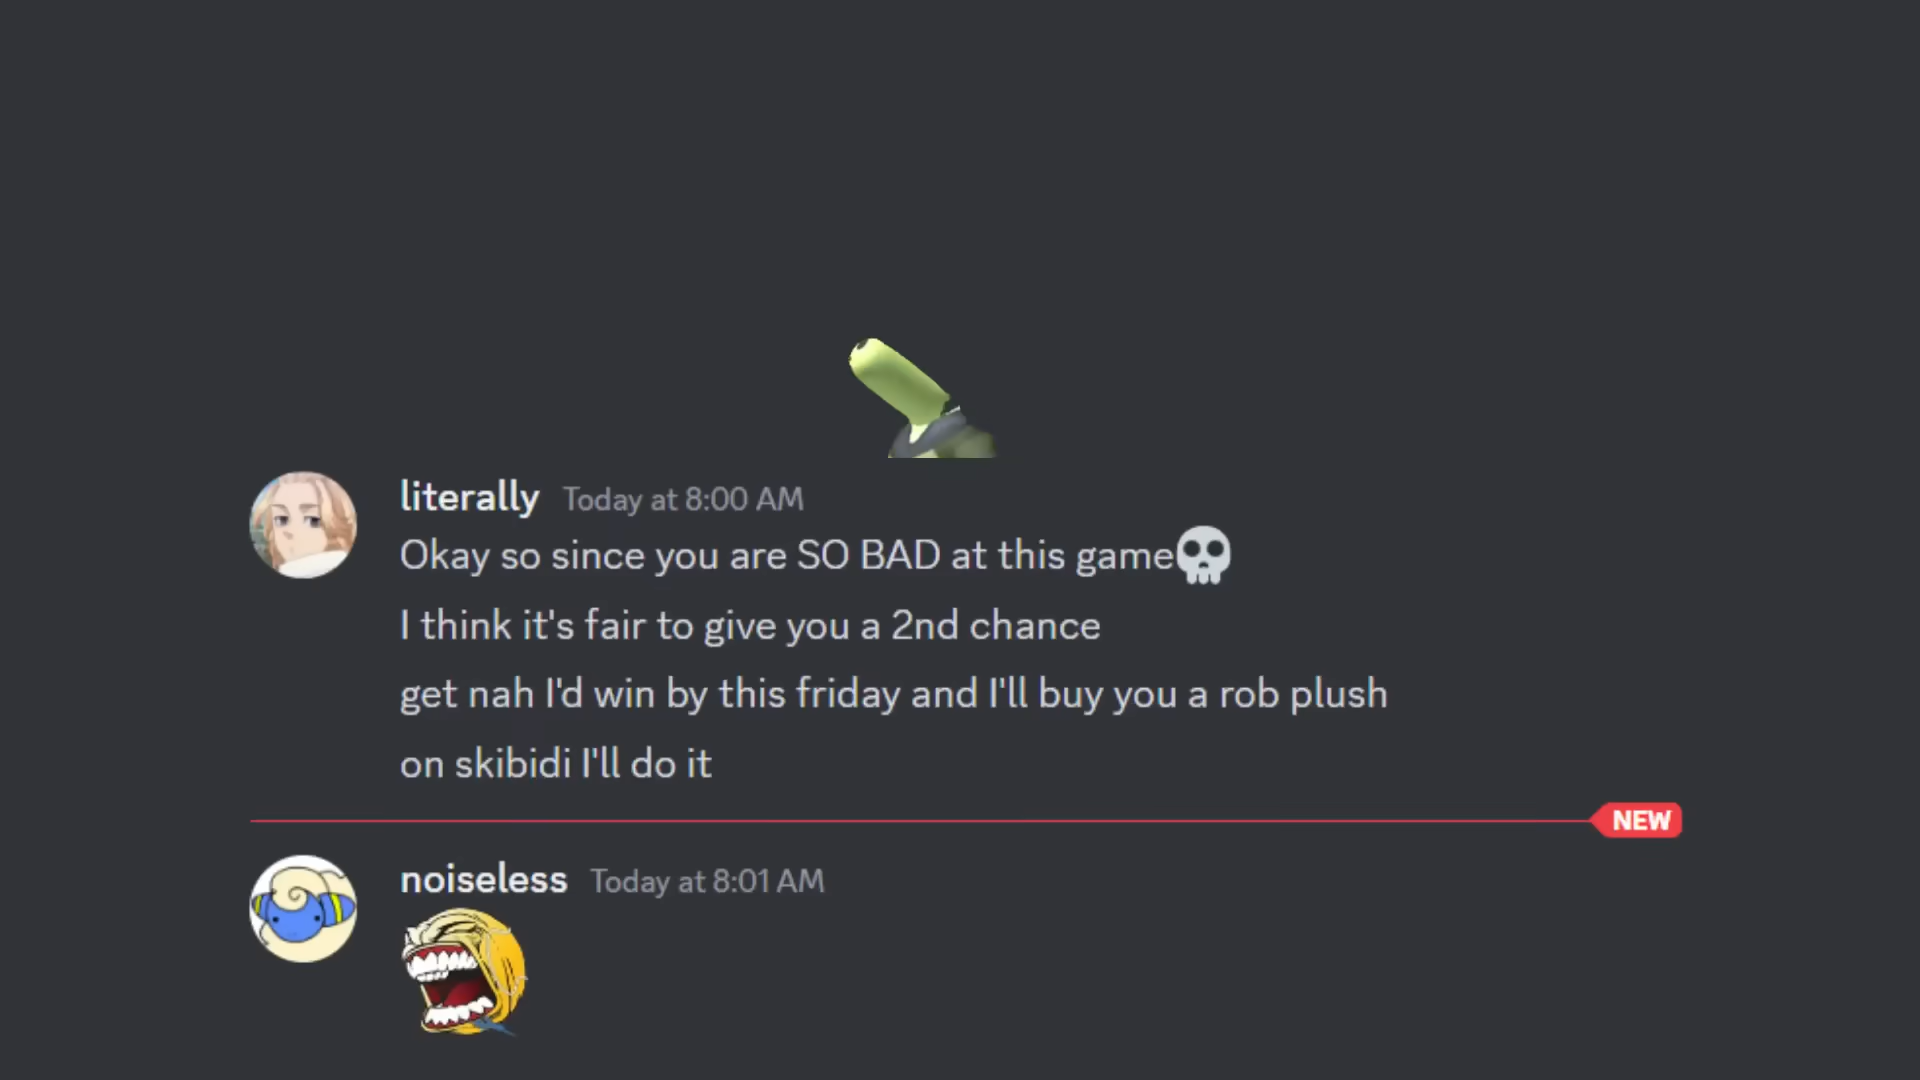 literally Today at 8:00 AM
Okay so since you are SO BAD at this game💀
I think it's fair to give you a 2nd chance
get nah I'd win by this friday and I'll buy you a rob plush
on skibidi I'll do it
NEW
noiseless Today at 8:01 AM